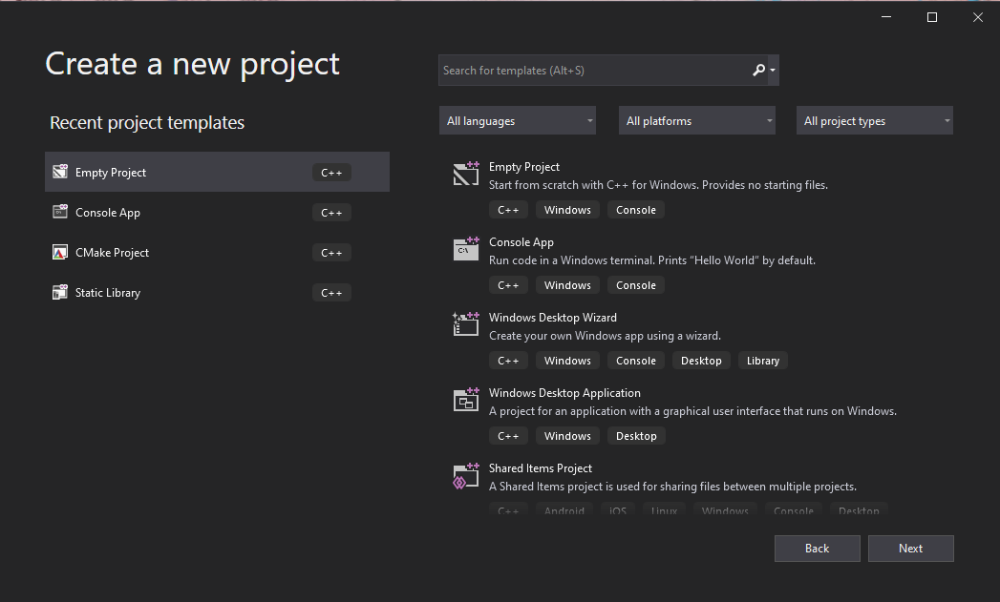 Create a new project
Search for templates (Alt+S)
Recent project templates
All languages
All platforms
All project types
Empty Project C++
Console App C++
CMake Project C++
Static Library C++
Empty Project
Start from scratch with C++ for Windows. Provides no starting files.
C++ Windows Console
Console App
Run code in a Windows terminal. Prints “Hello World” by default.
C++ Windows Console
Windows Desktop Wizard
Create your own Windows app using a wizard.
C++ Windows Console Desktop Library
Windows Desktop Application
A project for an application with a graphical user interface that runs on Windows.
C++ Windows Desktop
Shared Items Project
A Shared Items project is used for sharing files between multiple projects.
C++ Android iOS Linux Windows Console Desktop
Back Next